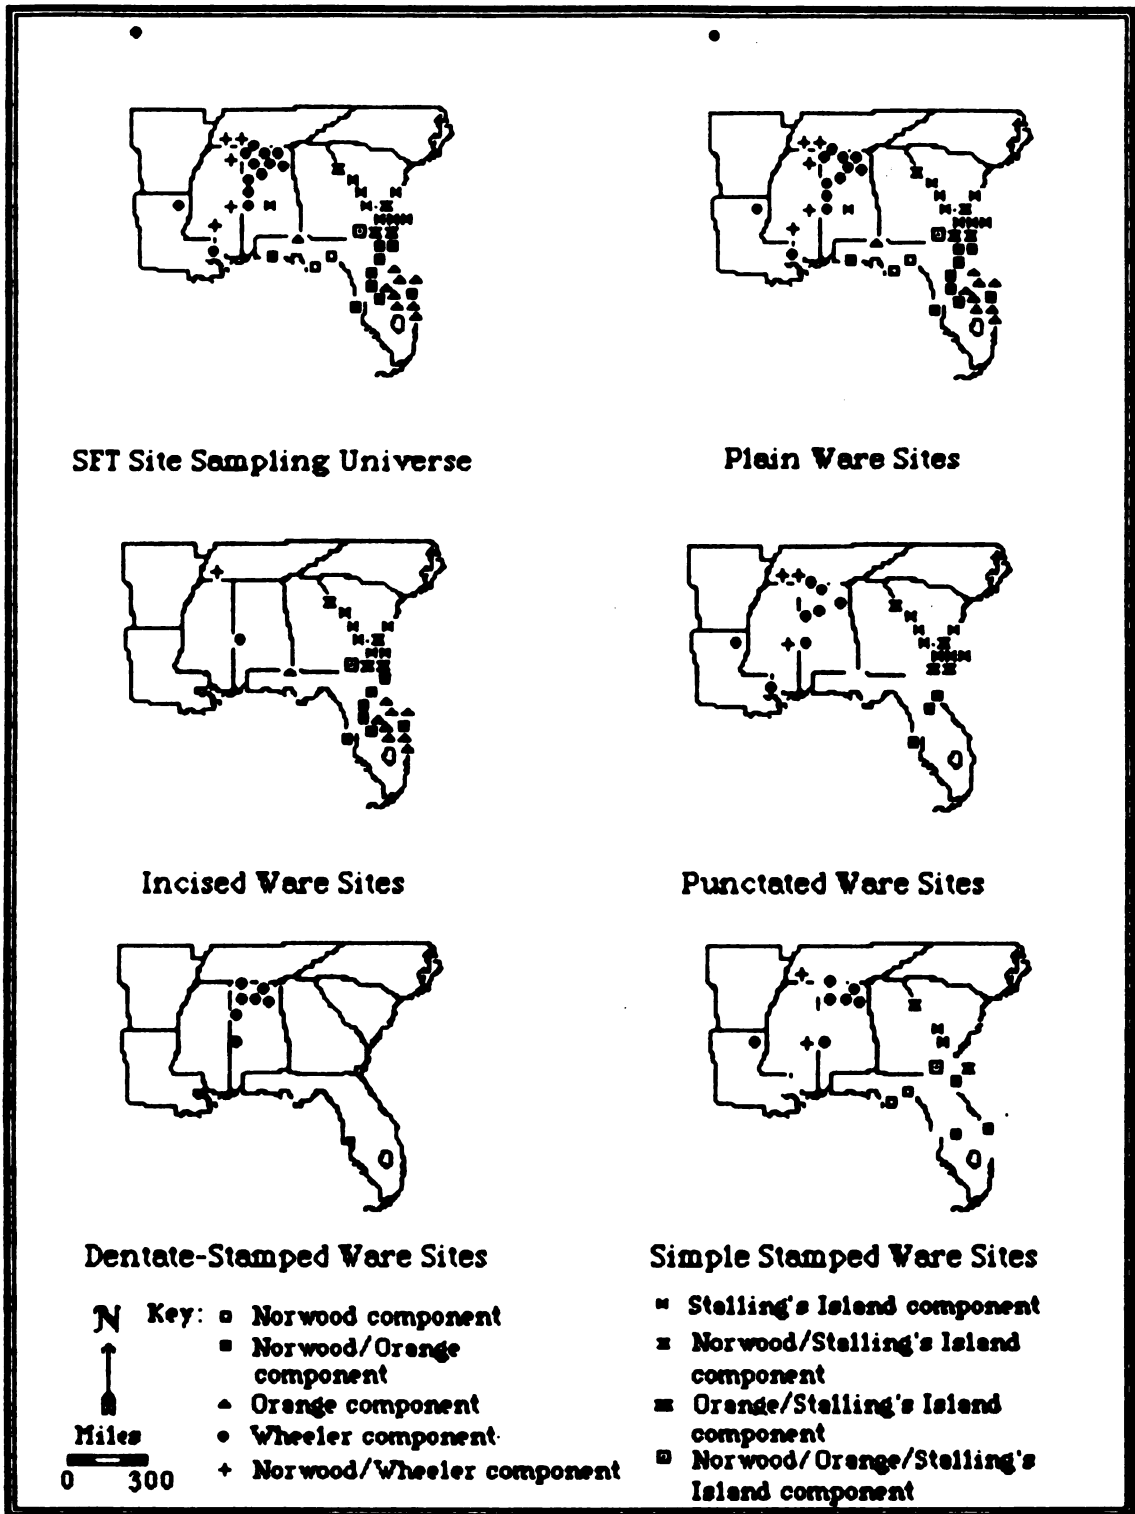 SFT Site Sampling Universe
Plain Ware Sites
Incised Ware Sites
Punctated Ware Sites
Dentate-Stamped Ware Sites
Simple Stamped Ware Sites
N
Miles
0 300
Key:
Norwood component
Norwood/Orange
component
Orange component
Wheeler component
Norwood/Wheeler component
Stalling's Island component
Norwood/Stalling's Island
component
Orange/Stalling's Island
component
Norwood/Orange/Stalling's
Island component